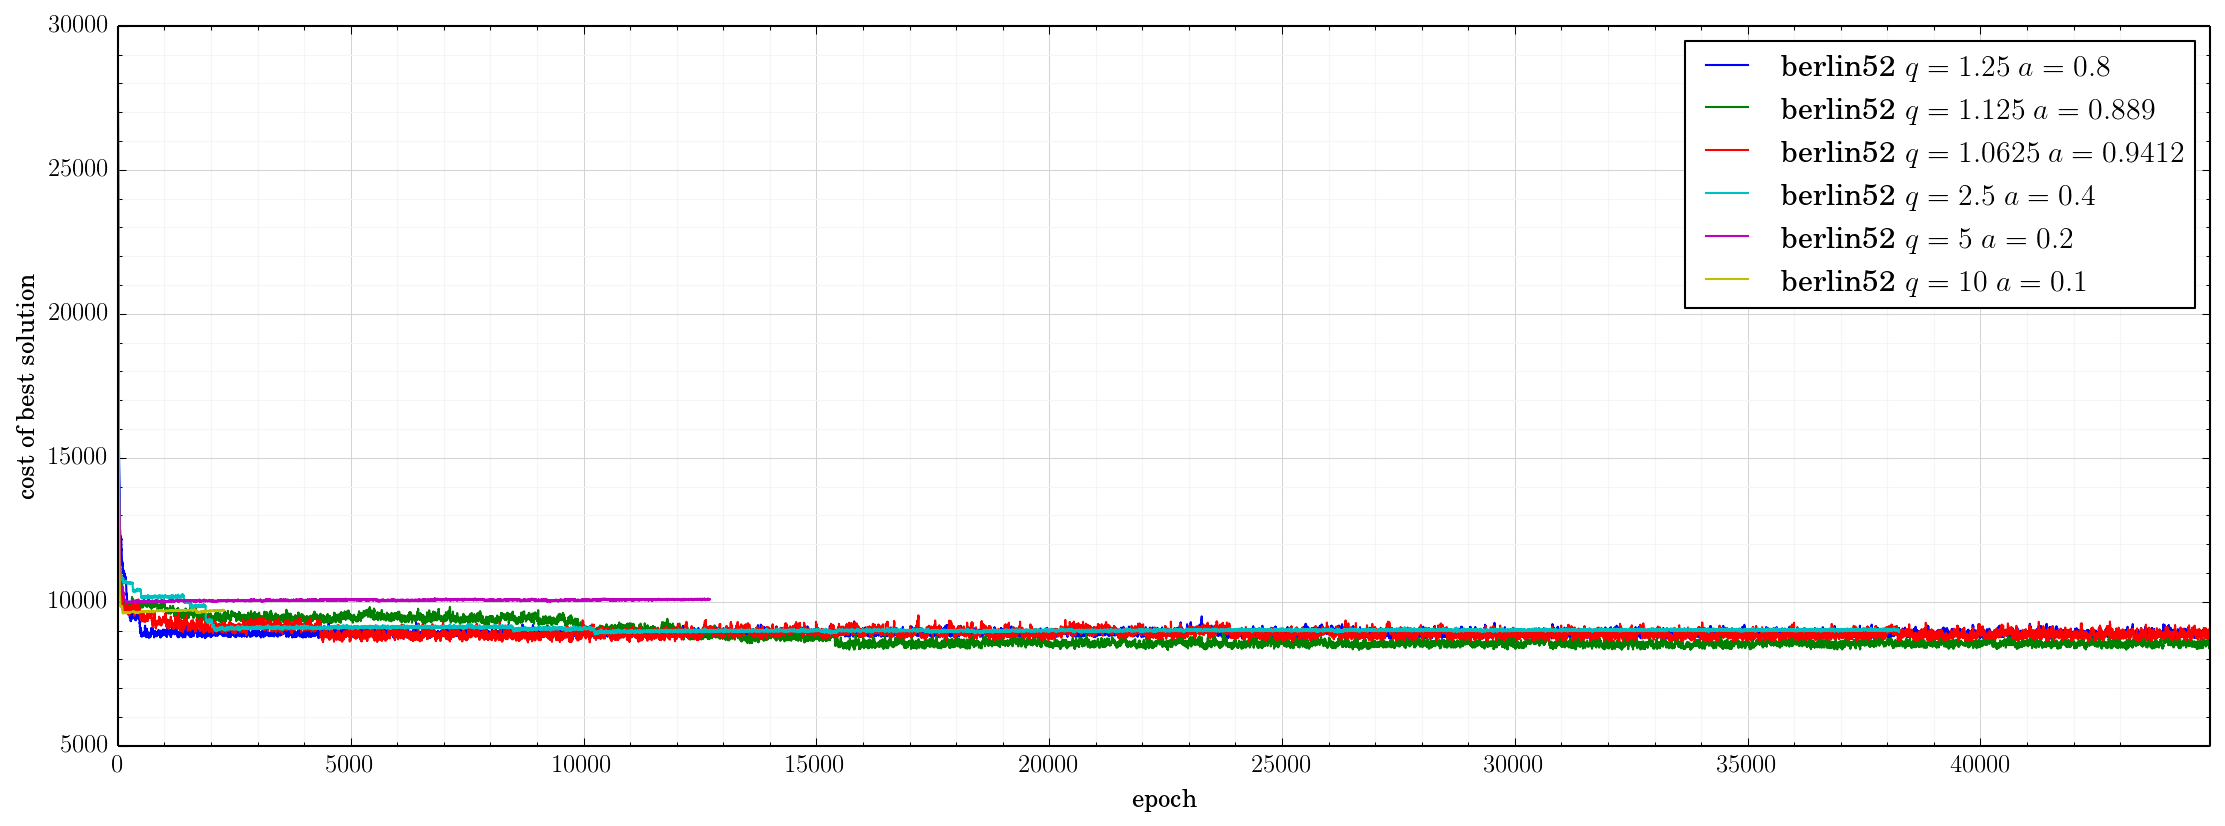 30000
25000
20000
15000
10000
5000
cost of best solution
berlin52 q = 1.25 a = 0.8
berlin52 q = 1.125 a = 0.889
berlin52 q = 1.0625 a = 0.9412
berlin52 q = 2.5 a = 0.4
berlin52 q = 5 a = 0.2
berlin52 q = 10 a = 0.1
0 5000 10000 15000 20000 25000 30000 35000 40000
epoch